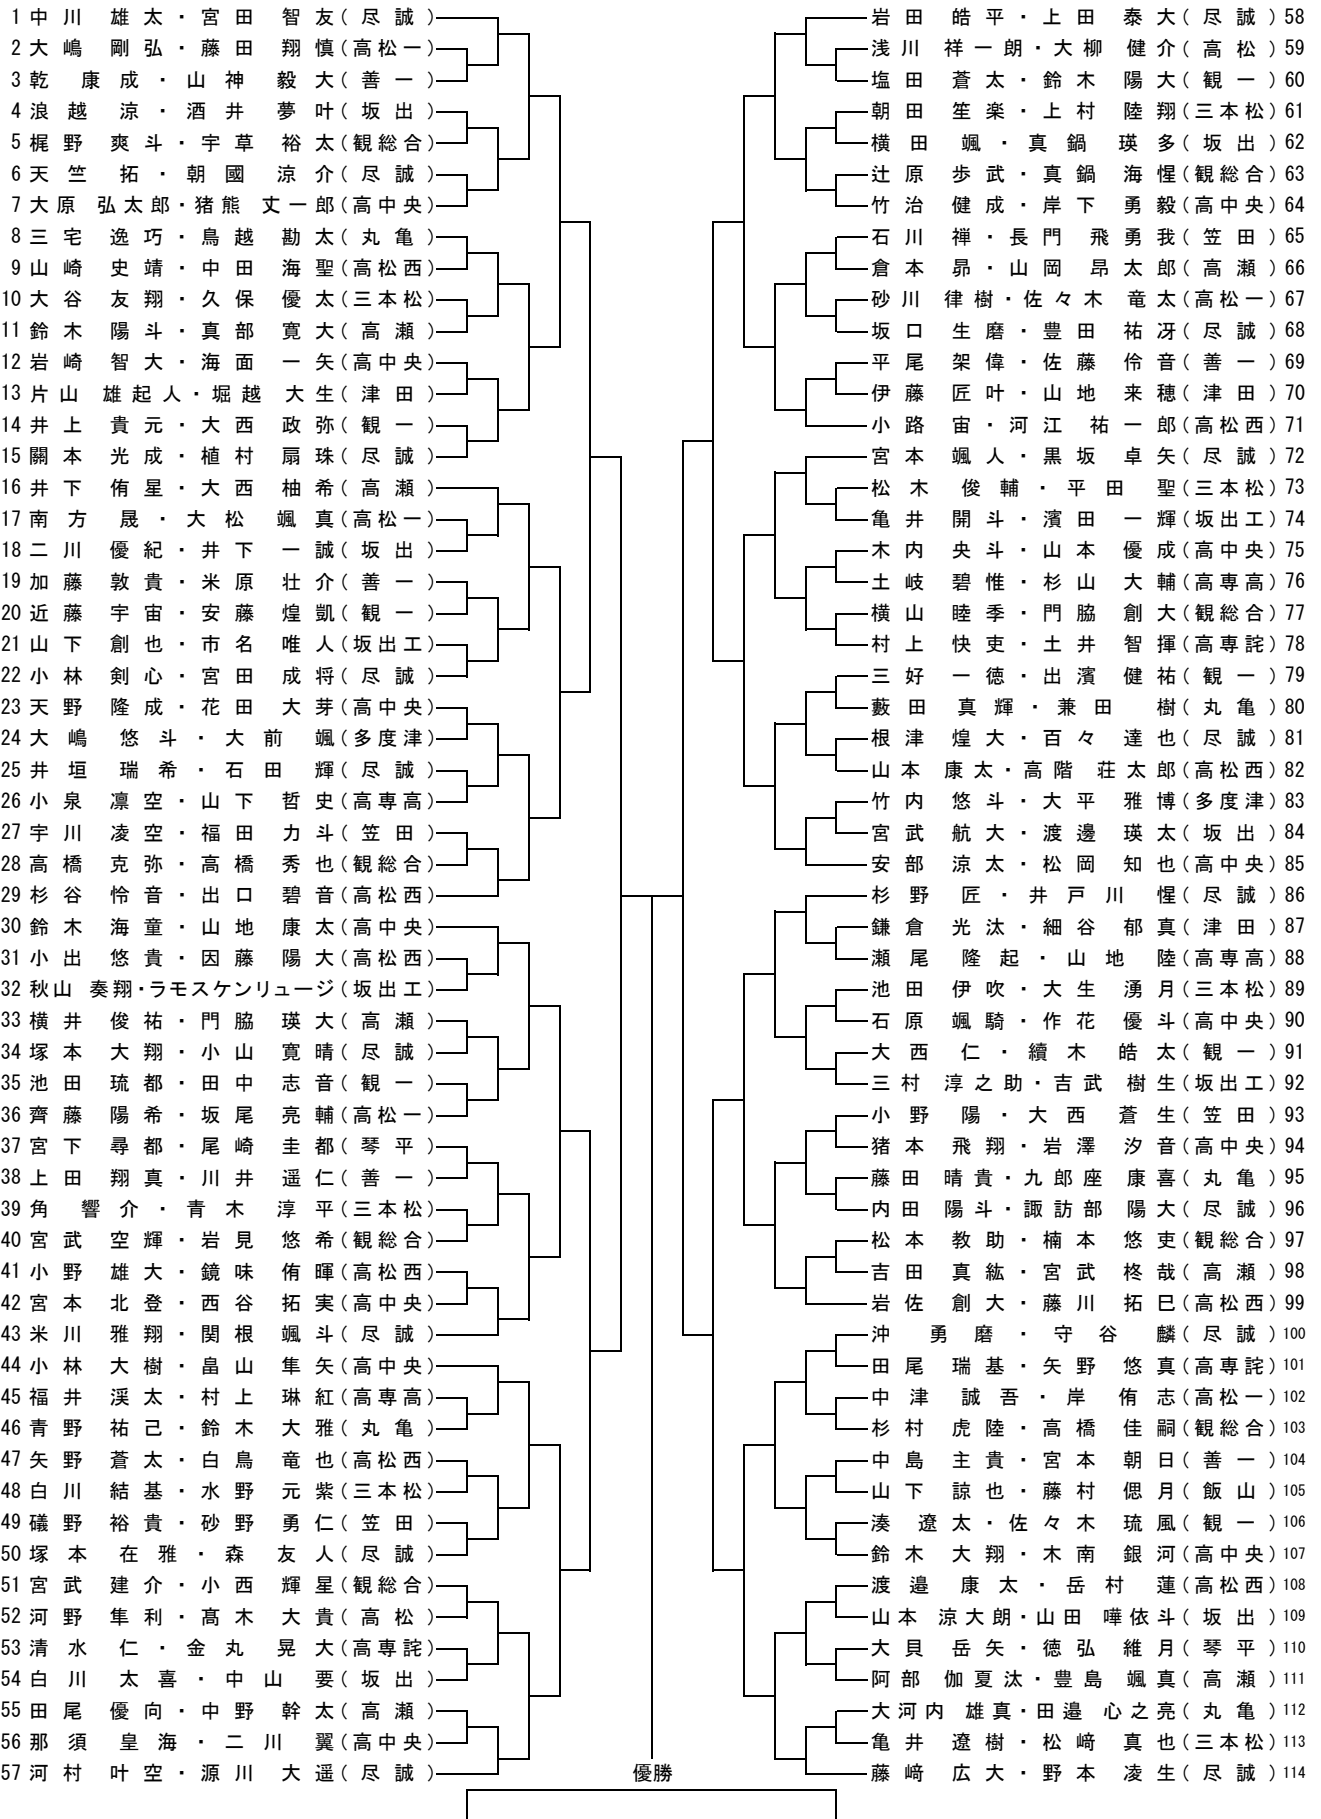 1 中川 雄太・宮田 智友(尽誠)
2 大嶋 剛弘・藤田 翔慎(高松一)
3 乾 康成・山神 毅大(善一)
4 浪越 涼・酒井 夢叶(坂出)
5 梶野 爽斗・宇草 裕太(観総合)
6 天竺 拓・朝國 涼介(尽誠)
7 大原 弘太郎・猪熊 丈一郎(高中央)
8 三宅 逸巧・鳥越 勘太(丸亀)
9 山崎 史靖・中田 海聖(高松西)
10 大谷 友翔・久保 優太(三本松)
11 鈴木 陽斗・真部 寛大(高瀬)
12 岩崎 智大・海面 一矢(高中央)
13 片山 雄起人・堀越 大生(津田)
14 井上 貴元・大西 政弥(観一)
15 關本 光成・植村 扇珠(尽誠)
16 井下 侑星・大西 柚希(高瀬)
17 南方 晟・大松 颯真(高松一)
18 二川 優紀・井下 一誠(坂出)
19 加藤 敦貴・米原 壮介(善一)
20 近藤 宇宙・安藤 煌凱(観一)
21 山下 創也・市名 唯人(坂出工)
22 小林 剣心・宮田 成将(尽誠)
23 天野 隆成・花田 大芽(高中央)
24 大嶋 悠斗・大前 颯(多度津)
25 井垣 瑞希・石田 輝(尽誠)
26 小泉 凛空・山下 哲史(高専高)
27 宇川 凌空・福田 力斗(笠田)
28 高橋 克弥・高橋 秀也(観総合)
29 杉谷 怜音・出口 碧音(高松西)
30 鈴木 海童・山地 康太(高中央)
31 小出 悠貴・因藤 陽大(高松西)
32 秋山 奏翔・ラモスケンリュージ(坂出工)
33 横井 俊祐・門脇 瑛大(高瀬)
34 塚本 大翔・小山 寛晴(尽誠)
35 池田 琉都・田中 志音(観一)
36 齊藤 陽希・坂尾 亮輔(高松一)
37 宮下 尋都・尾崎 圭都(琴平)
38 上田 翔真・川井 遥仁(善一)
39 角 響介・青木 淳平(三本松)
40 宮武 空輝・岩見 悠希(観総合)
41 小野 雄大・鏡味 侑暉(高松西)
42 宮本 北登・西谷 拓実(高中央)
43 米川 雅翔・関根 颯斗(尽誠)
44 小林 大樹・畠山 隼矢(高中央)
45 福井 渓太・村上 琳紅(高専高)
46 青野 祐己・鈴木 大雅(丸亀)
47 矢野 蒼太・白鳥 竜也(高松西)
48 白川 結基・水野 元紫(三本松)
49 礒野 裕貴・砂野 勇仁(笠田)
50 塚本 在雅・森 友人(尽誠)
51 宮武 建介・小西 輝星(観総合)
52 河野 隼利・髙木 大貴(高松)
53 清水 仁・金丸 晃大(高専詫)
54 白川 太喜・中山 要(坂出)
55 田尾 優向・中野 幹太(高瀬)
56 那須 皇海・二川 翼(高中央)
57 河村 叶空・源川 大遥(尽誠)
岩田 皓平・上田 泰大(尽誠)58
浅川 祥一朗・大柳 健介(高松)59
塩田 蒼太・鈴木 陽大(観一)60
朝田 笙楽・上村 陸翔(三本松)61
横田 颯・真鍋 瑛多(坂出)62
辻原 歩武・真鍋 海惺(観総合)63
竹治 健成・岸下 勇毅(高中央)64
石川 禅・長門 飛勇我(笠田)65
倉本 昴・山岡 昂太郎(高瀬)66
砂川 律樹・佐々木 竜太(高松一)67
坂口 生磨・豊田 祐冴(尽誠)68
平尾 架偉・佐藤 伶音(善一)69
伊藤 匠叶・山地 来穂(津田)70
小路 宙・河江 祐一郎(高松西)71
宮本 颯人・黒坂 卓矢(尽誠)72
松木 俊輔・平田 聖(三本松)73
亀井 開斗・濱田 一輝(坂出工)74
木内 央斗・山本 優成(高中央)75
土岐 碧惟・杉山 大輔(高専高)76
横山 睦季・門脇 創大(観総合)77
村上 快吏・土井 智揮(高専詫)78
三好 一徳・出濱 健祐(観一)79
藪田 真輝・兼田 樹(丸亀)80
根津 煌大・百々 達也(尽誠)81
山本 康太・高階 荘太郎(高松西)82
竹内 悠斗・大平 雅博(多度津)83
宮武 航大・渡邊 瑛太(坂出)84
安部 涼太・松岡 知也(高中央)85
杉野 匠・井戸川 惺(尽誠)86
鎌倉 光汰・細谷 郁真(津田)87
瀬尾 隆起・山地 陸(高専高)88
池田 伊吹・大生 湧月(三本松)89
石原 颯騎・作花 優斗(高中央)90
大西 仁・續木 皓太(観一)91
三村 淳之助・吉武 樹生(坂出工)92
小野 陽・大西 蒼生(笠田)93
猪本 飛翔・岩澤 汐音(高中央)94
藤田 晴貴・九郎座 康喜(丸亀)95
内田 陽斗・諏訪部 陽大(尽誠)96
松本 教助・楠本 悠吏(観総合)97
吉田 真紘・宮武 柊哉(高瀬)98
岩佐 創大・藤川 拓巳(高松西)99
沖 勇磨・守谷 麟(尽誠)100
田尾 瑞基・矢野 悠真(高専詫)101
中津 誠吾・岸 侑志(高松一)102
杉村 虎陸・高橋 佳嗣(観総合)103
中島 主貴・宮本 朝日(善一)104
山下 諒也・藤村 偲月(飯山)105
湊 遼太・佐々木 琉風(観一)106
鈴木 大翔・木南 銀河(高中央)107
渡邉 康太・岳村 蓮(高松西)108
山本 涼大朗・山田 曄依斗(坂出)109
大貝 岳矢・徳弘 維月(琴平)110
阿部 伽夏汰・豊島 颯真(高瀬)111
大河内 雄真・田邉 心之亮(丸亀)112
亀井 遼樹・松﨑 真也(三本松)113
藤﨑 広大・野本 凌生(尽誠)114
優勝